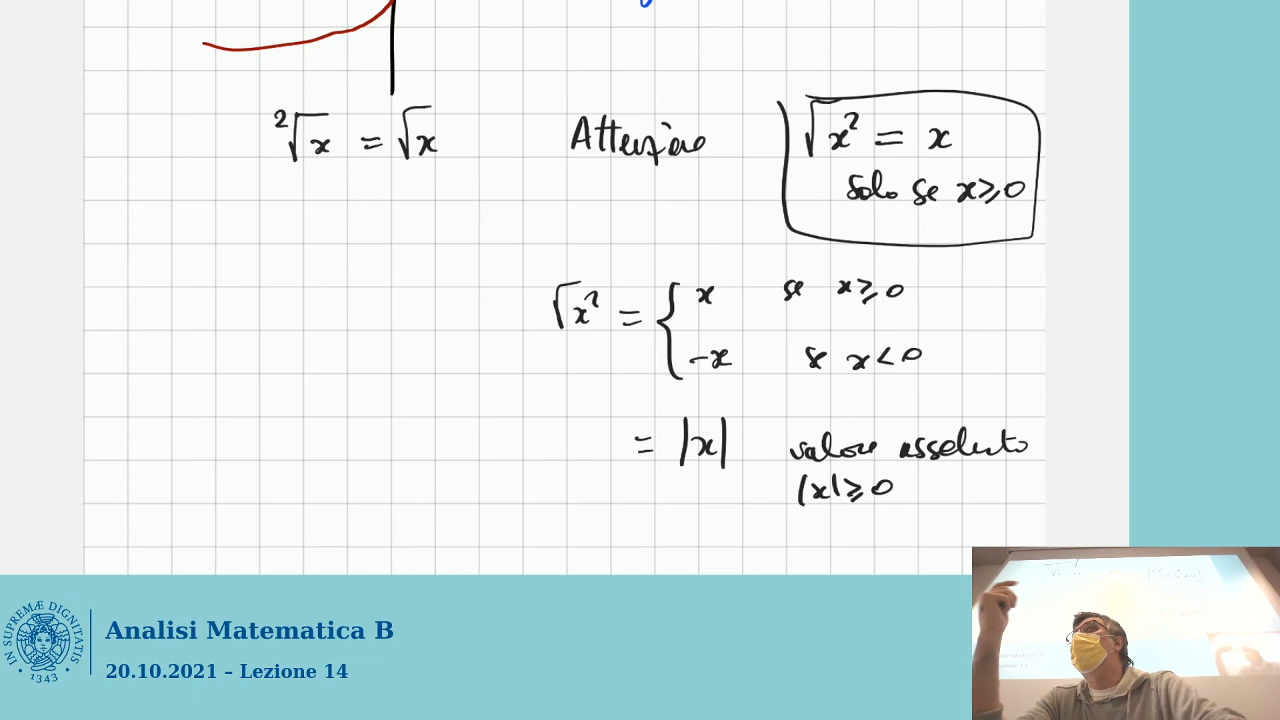 ²√x = √x
Attenzione
√x² = x
solo se x ≥ 0
√x² = { x se x ≥ 0
-x se x < 0
= |x| valore assoluto
|x| ≥ 0
IN SUPREMÆ DIGNITATIS
1343
Analisi Matematica B
20.10.2021 – Lezione 14